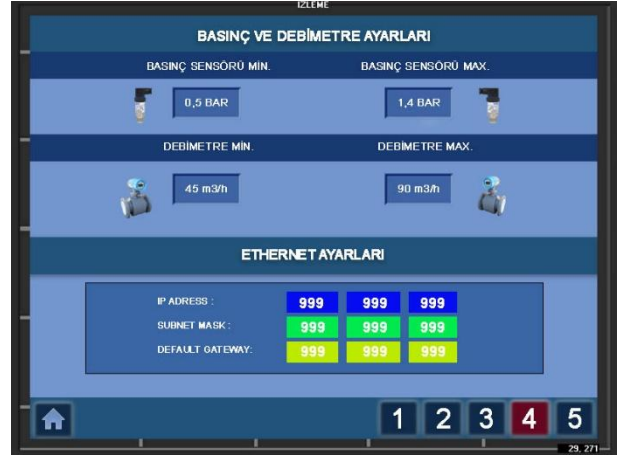 İZLEME
BASINÇ VE DEBİMETRE AYARLARI
BASINÇ SENSÖRÜ MİN. BASINÇ SENSÖRÜ MAX.
0,5 BAR 1,4 BAR
DEBİMETRE MİN. DEBİMETRE MAX.
45 m3/h 90 m3/h
ETHERNET AYARLARI
IP ADRESS : 999 999 999
SUBNET MASK : 999 999 999
DEFAULT GATEWAY: 999 999 999
1 2 3 4 5
29, 271